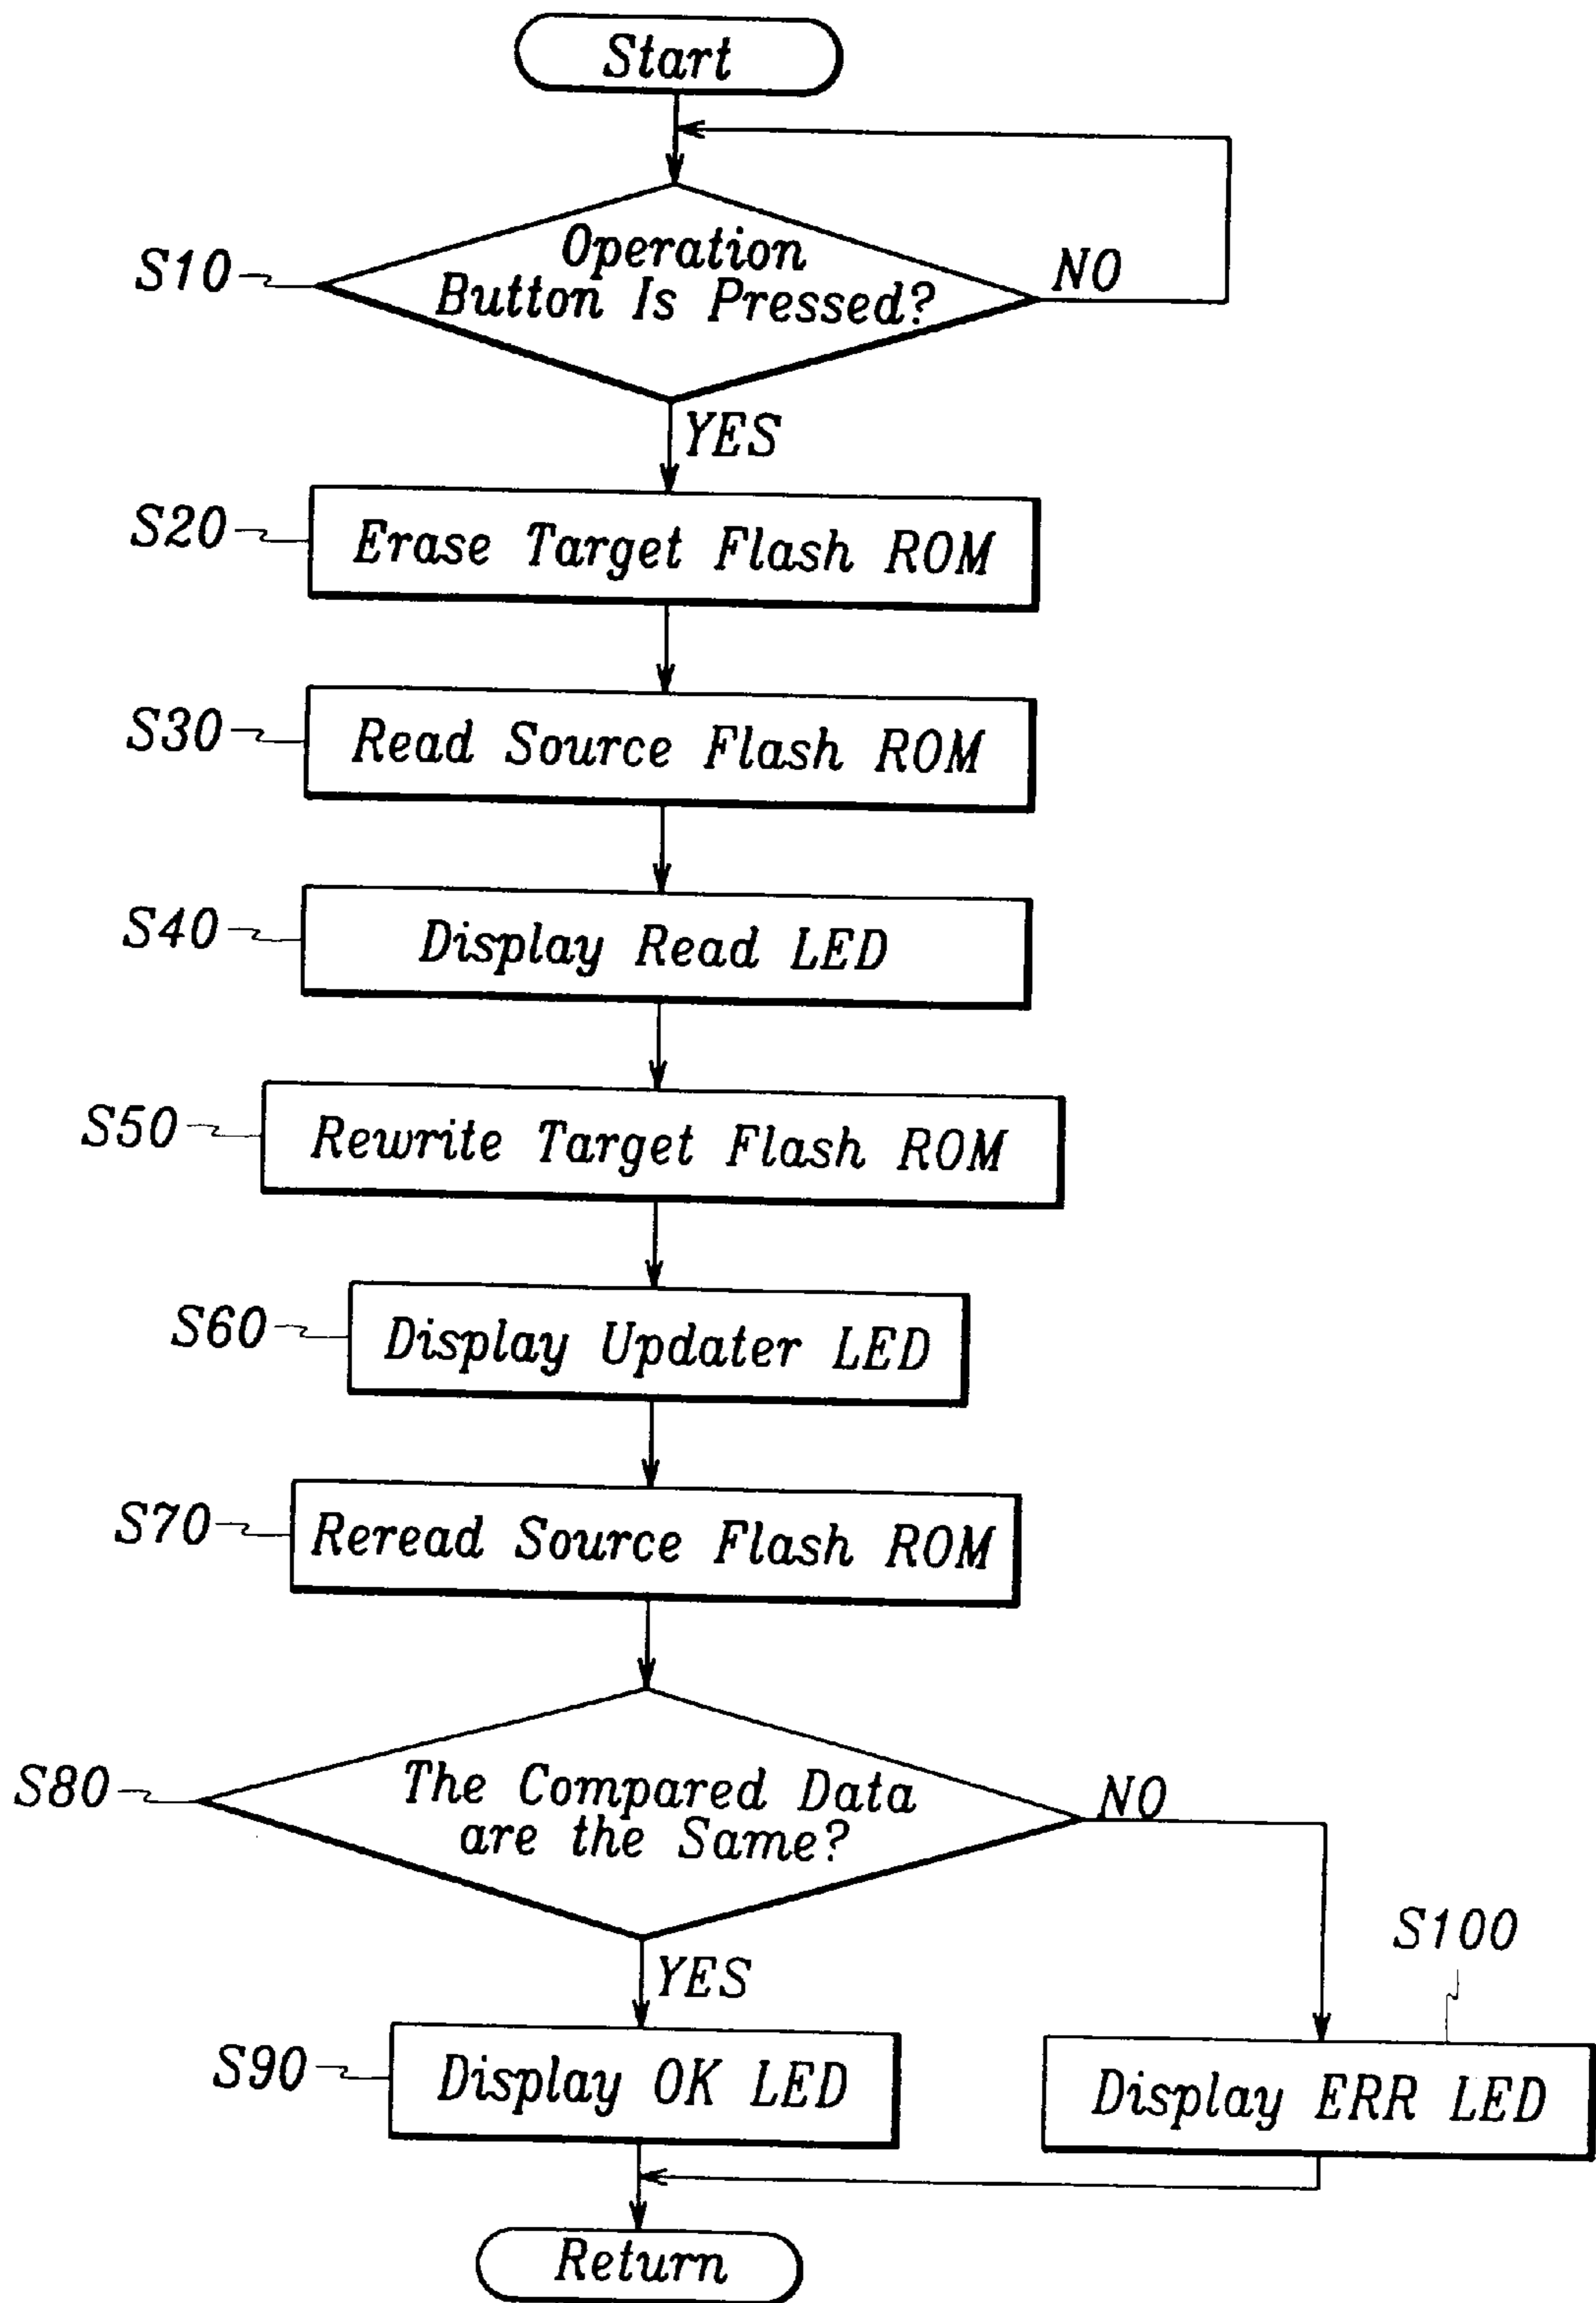 Start
S10
Operation
Button Is Pressed?
NO
YES
S20
Erase Target Flash ROM
S30
Read Source Flash ROM
S40
Display Read LED
S50
Rewrite Target Flash ROM
S60
Display Updater LED
S70
Reread Source Flash ROM
S80
The Compared Data
are the Same?
NO
YES
S100
S90
Display OK LED
Display ERR LED
Return